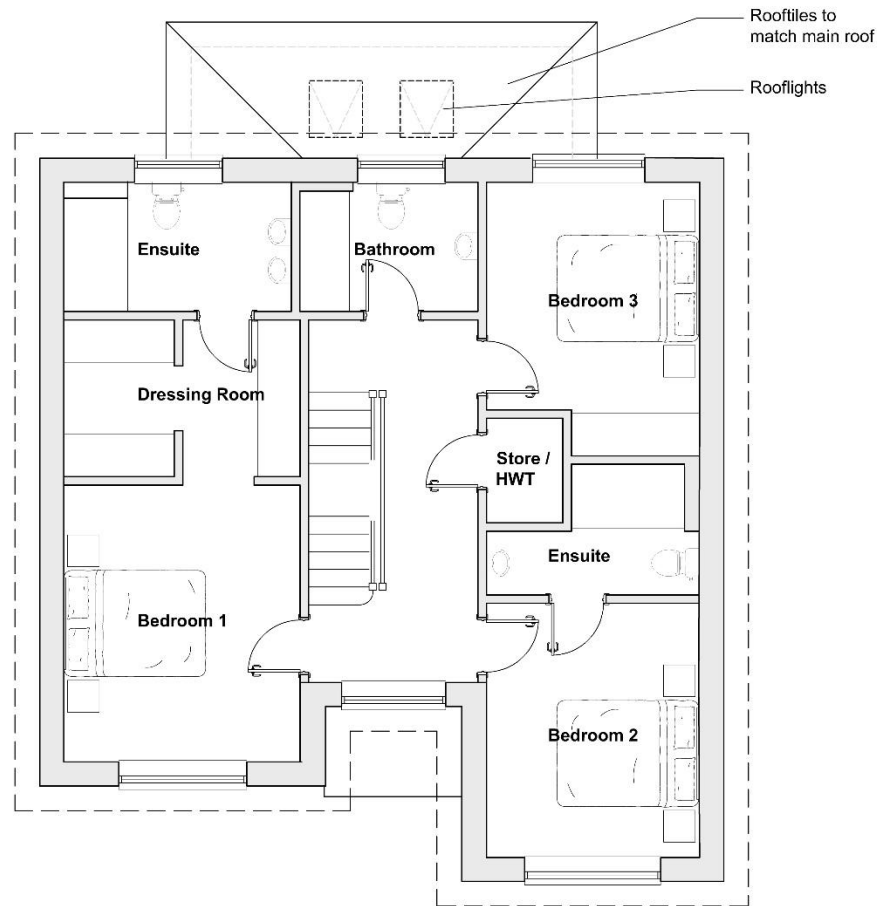 Rooftiles to
match main roof
Rooflights
Ensuite
Bathroom
Bedroom 3
Dressing Room
Store /
HWT
Ensuite
Bedroom 1
Bedroom 2